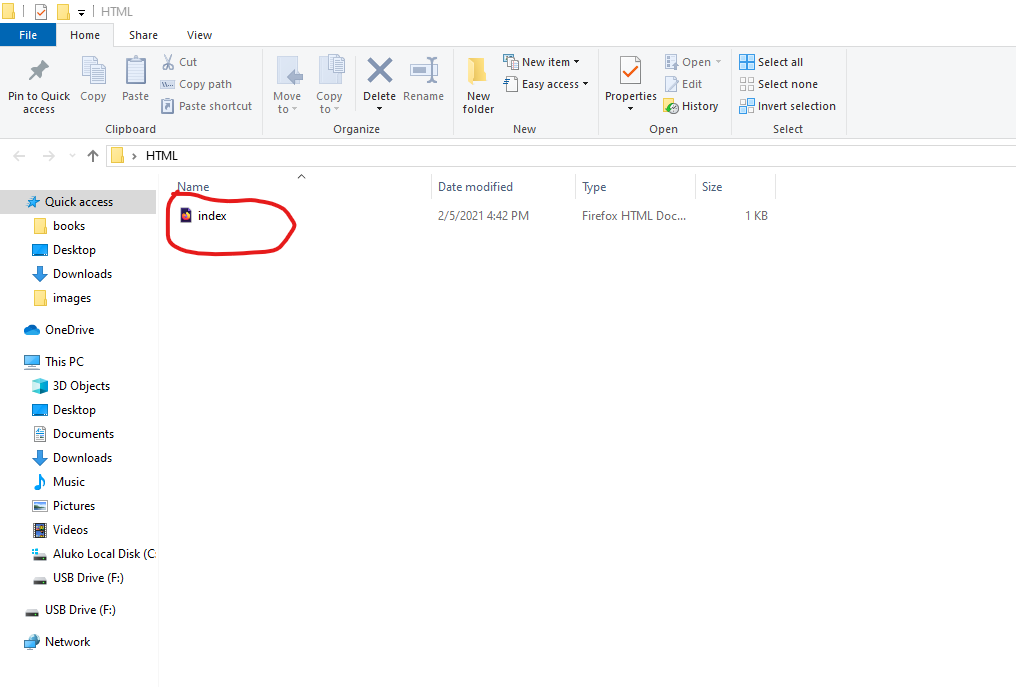 HTML
File Home Share View
Pin to Quick access
Copy
Paste
Cut
Copy path
Paste shortcut
Clipboard
Move to
Copy to
Delete
Rename
Organize
New folder
New item
Easy access
New
Properties
Open
Edit
History
Open
Select all
Select none
Invert selection
Select
HTML
Name Date modified Type Size
index 2/5/2021 4:42 PM Firefox HTML Doc... 1 KB
Quick access
books
Desktop
Downloads
images
OneDrive
This PC
3D Objects
Desktop
Documents
Downloads
Music
Pictures
Videos
Aluko Local Disk (C:
USB Drive (F:)
USB Drive (F:)
Network